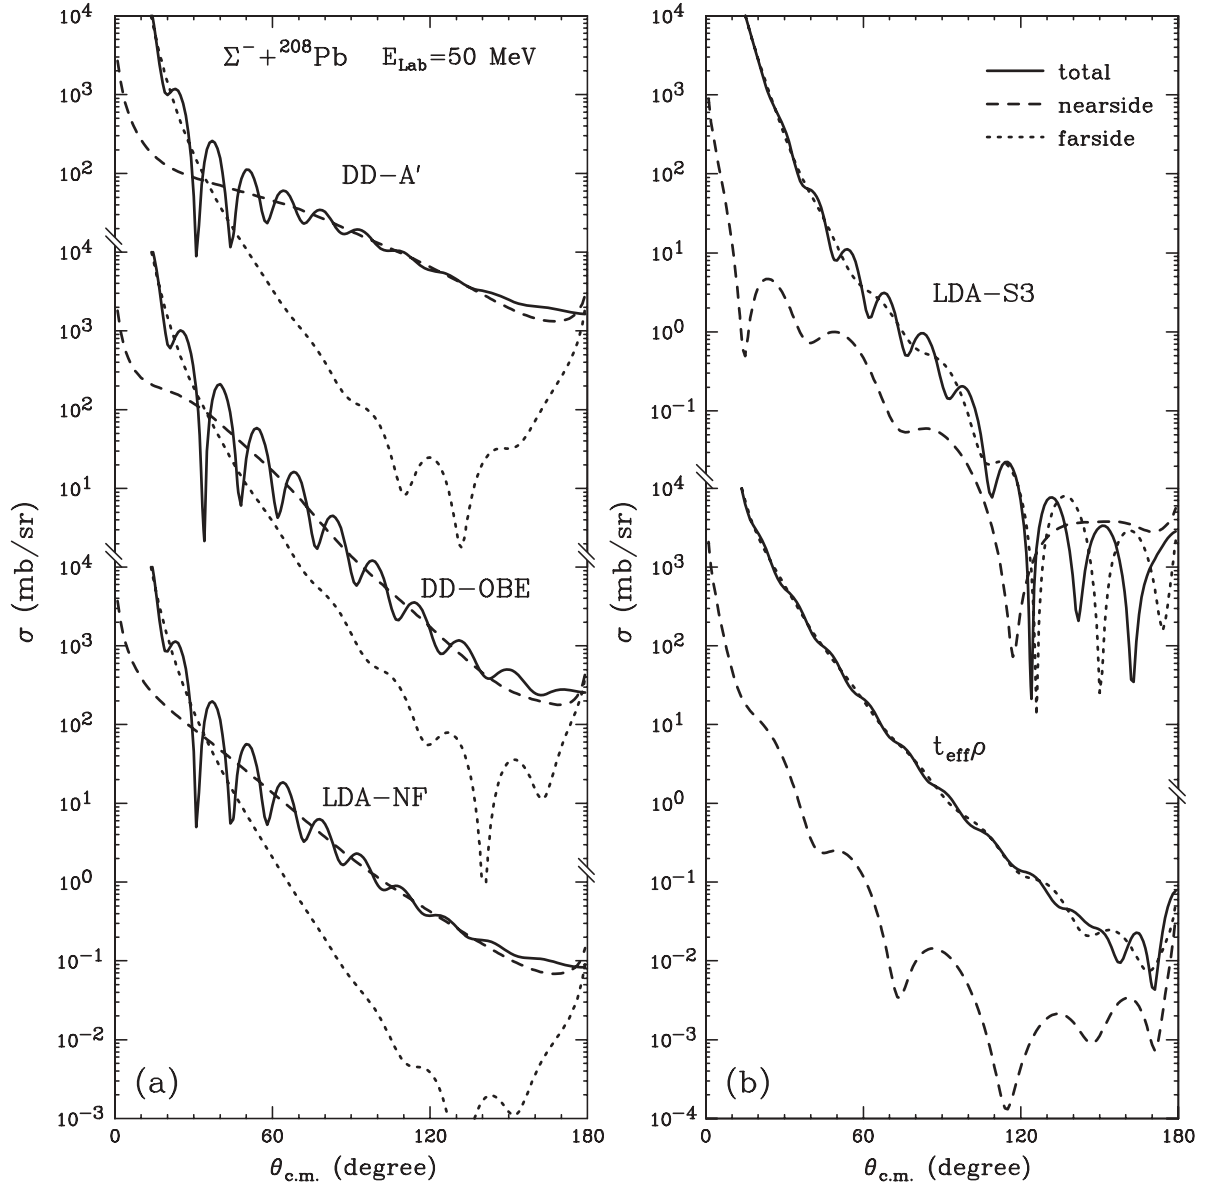 Σ⁻+²⁰⁸Pb E_Lab=50 MeV
DD−A′
DD−OBE
LDA−NF
(a)
σ (mb/sr)
10⁴
10³
10²
10⁴
10³
10²
10¹
10⁴
10³
10²
10¹
10⁰
10⁻¹
10⁻²
10⁻³
0 60 120 180
θ_c.m. (degree)
total
nearside
farside
LDA−S3
t_effρ
(b)
σ (mb/sr)
10⁴
10³
10²
10¹
10⁰
10⁻¹
10⁴
10³
10²
10¹
10⁰
10⁻¹
10⁻²
10⁻³
10⁻⁴
0 60 120 180
θ_c.m. (degree)